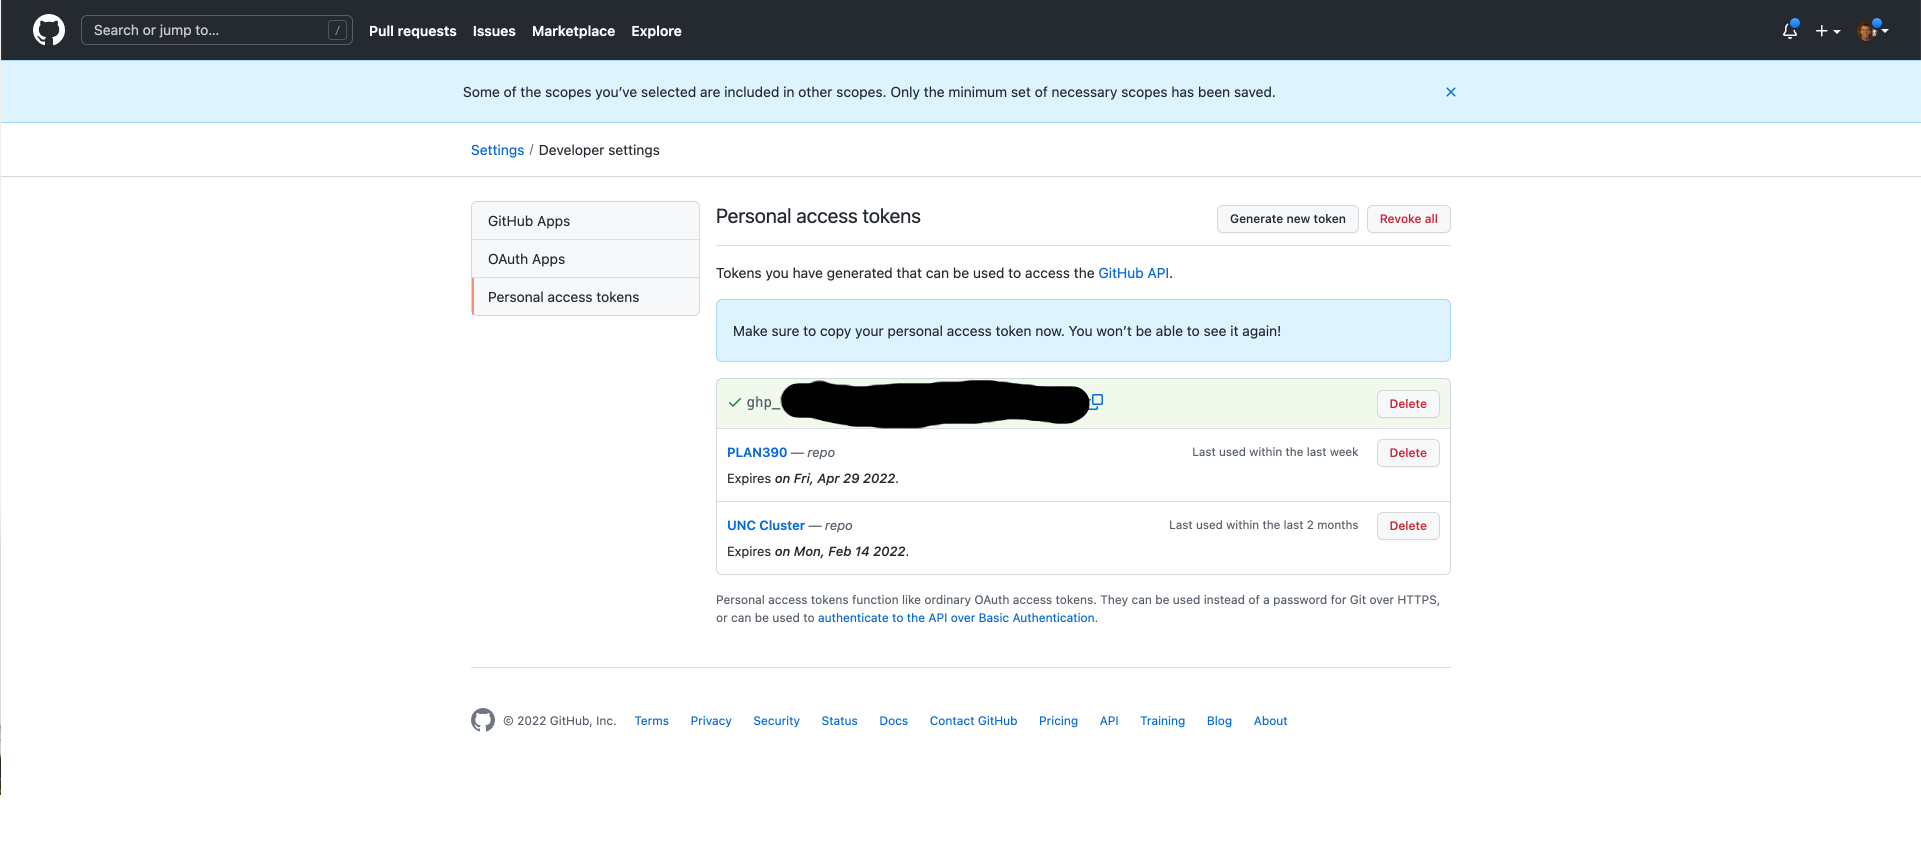 Search or jump to... /
Pull requests Issues Marketplace Explore
Some of the scopes you’ve selected are included in other scopes. Only the minimum set of necessary scopes has been saved.
Settings / Developer settings
GitHub Apps
OAuth Apps
Personal access tokens
Personal access tokens
Generate new token Revoke all
Tokens you have generated that can be used to access the GitHub API.
Make sure to copy your personal access token now. You won’t be able to see it again!
ghp_ Delete
PLAN390 — repo Last used within the last week Delete
Expires on Fri, Apr 29 2022.
UNC Cluster — repo Last used within the last 2 months Delete
Expires on Mon, Feb 14 2022.
Personal access tokens function like ordinary OAuth access tokens. They can be used instead of a password for Git over HTTPS,
or can be used to authenticate to the API over Basic Authentication.
© 2022 GitHub, Inc. Terms Privacy Security Status Docs Contact GitHub Pricing API Training Blog About